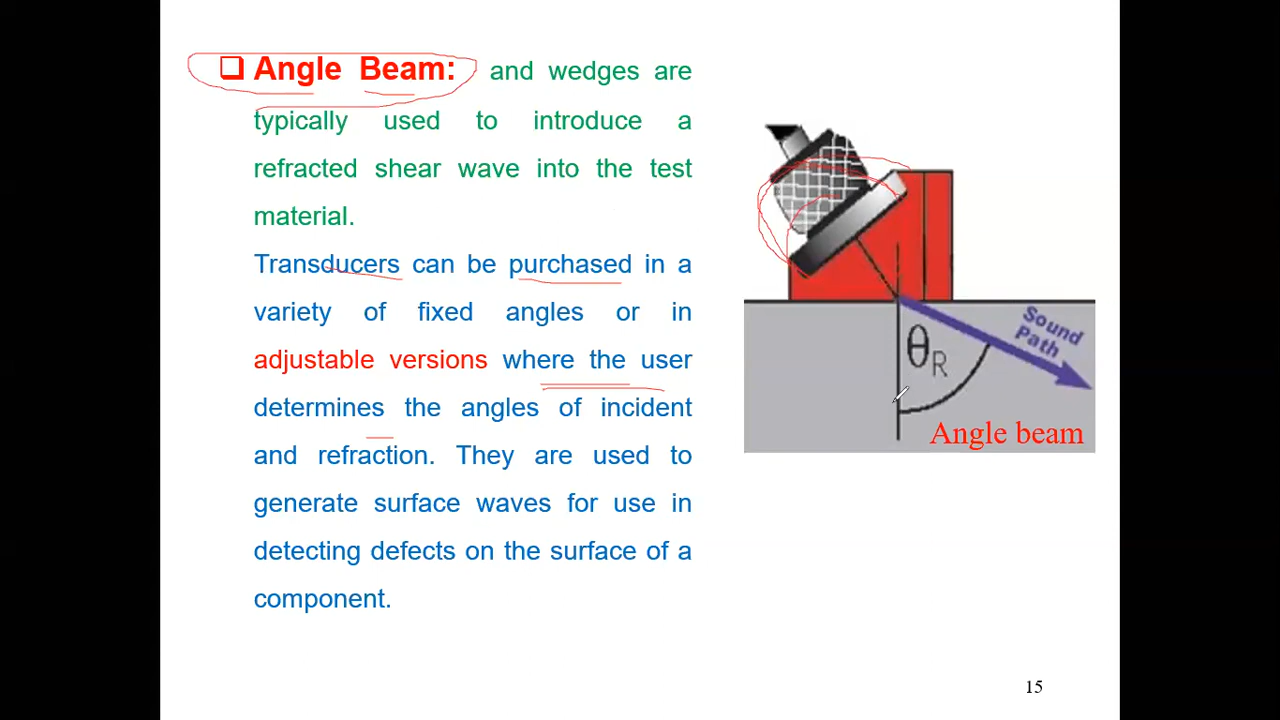 ❑ Angle Beam: and wedges are
typically used to introduce a
refracted shear wave into the test
material.
Transducers can be purchased in a
variety of fixed angles or in
adjustable versions where the user
determines the angles of incident
and refraction. They are used to
generate surface waves for use in
detecting defects on the surface of a
component.
Sound
Path
θR
Angle beam
15